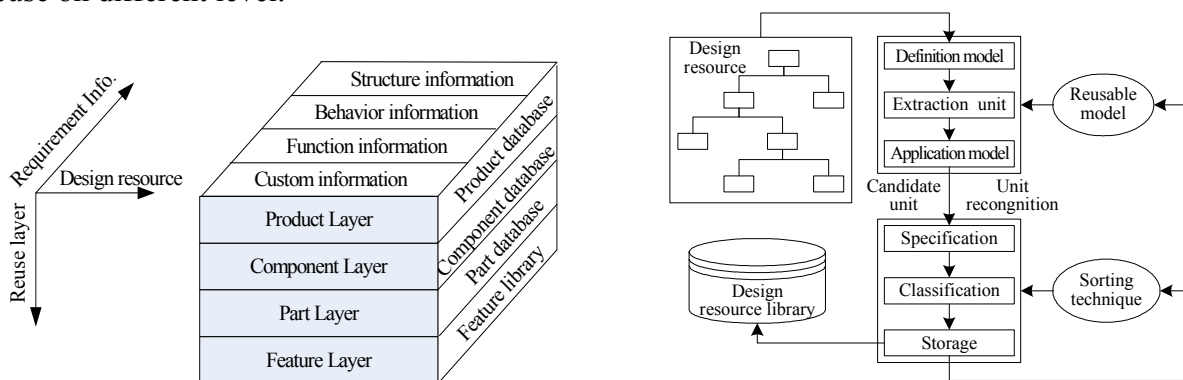 Requirement Info.
Design resource
Reuse layer
Structure information
Behavior information
Function information
Custom information
Product Layer
Component Layer
Part Layer
Feature Layer
Product database
Component database
Part database
Feature library
Design
resource
Definition model
Extraction unit
Application model
Reusable
model
Candidate
unit
Unit
recongnition
Specification
Classification
Storage
Sorting
technique
Design
resource library